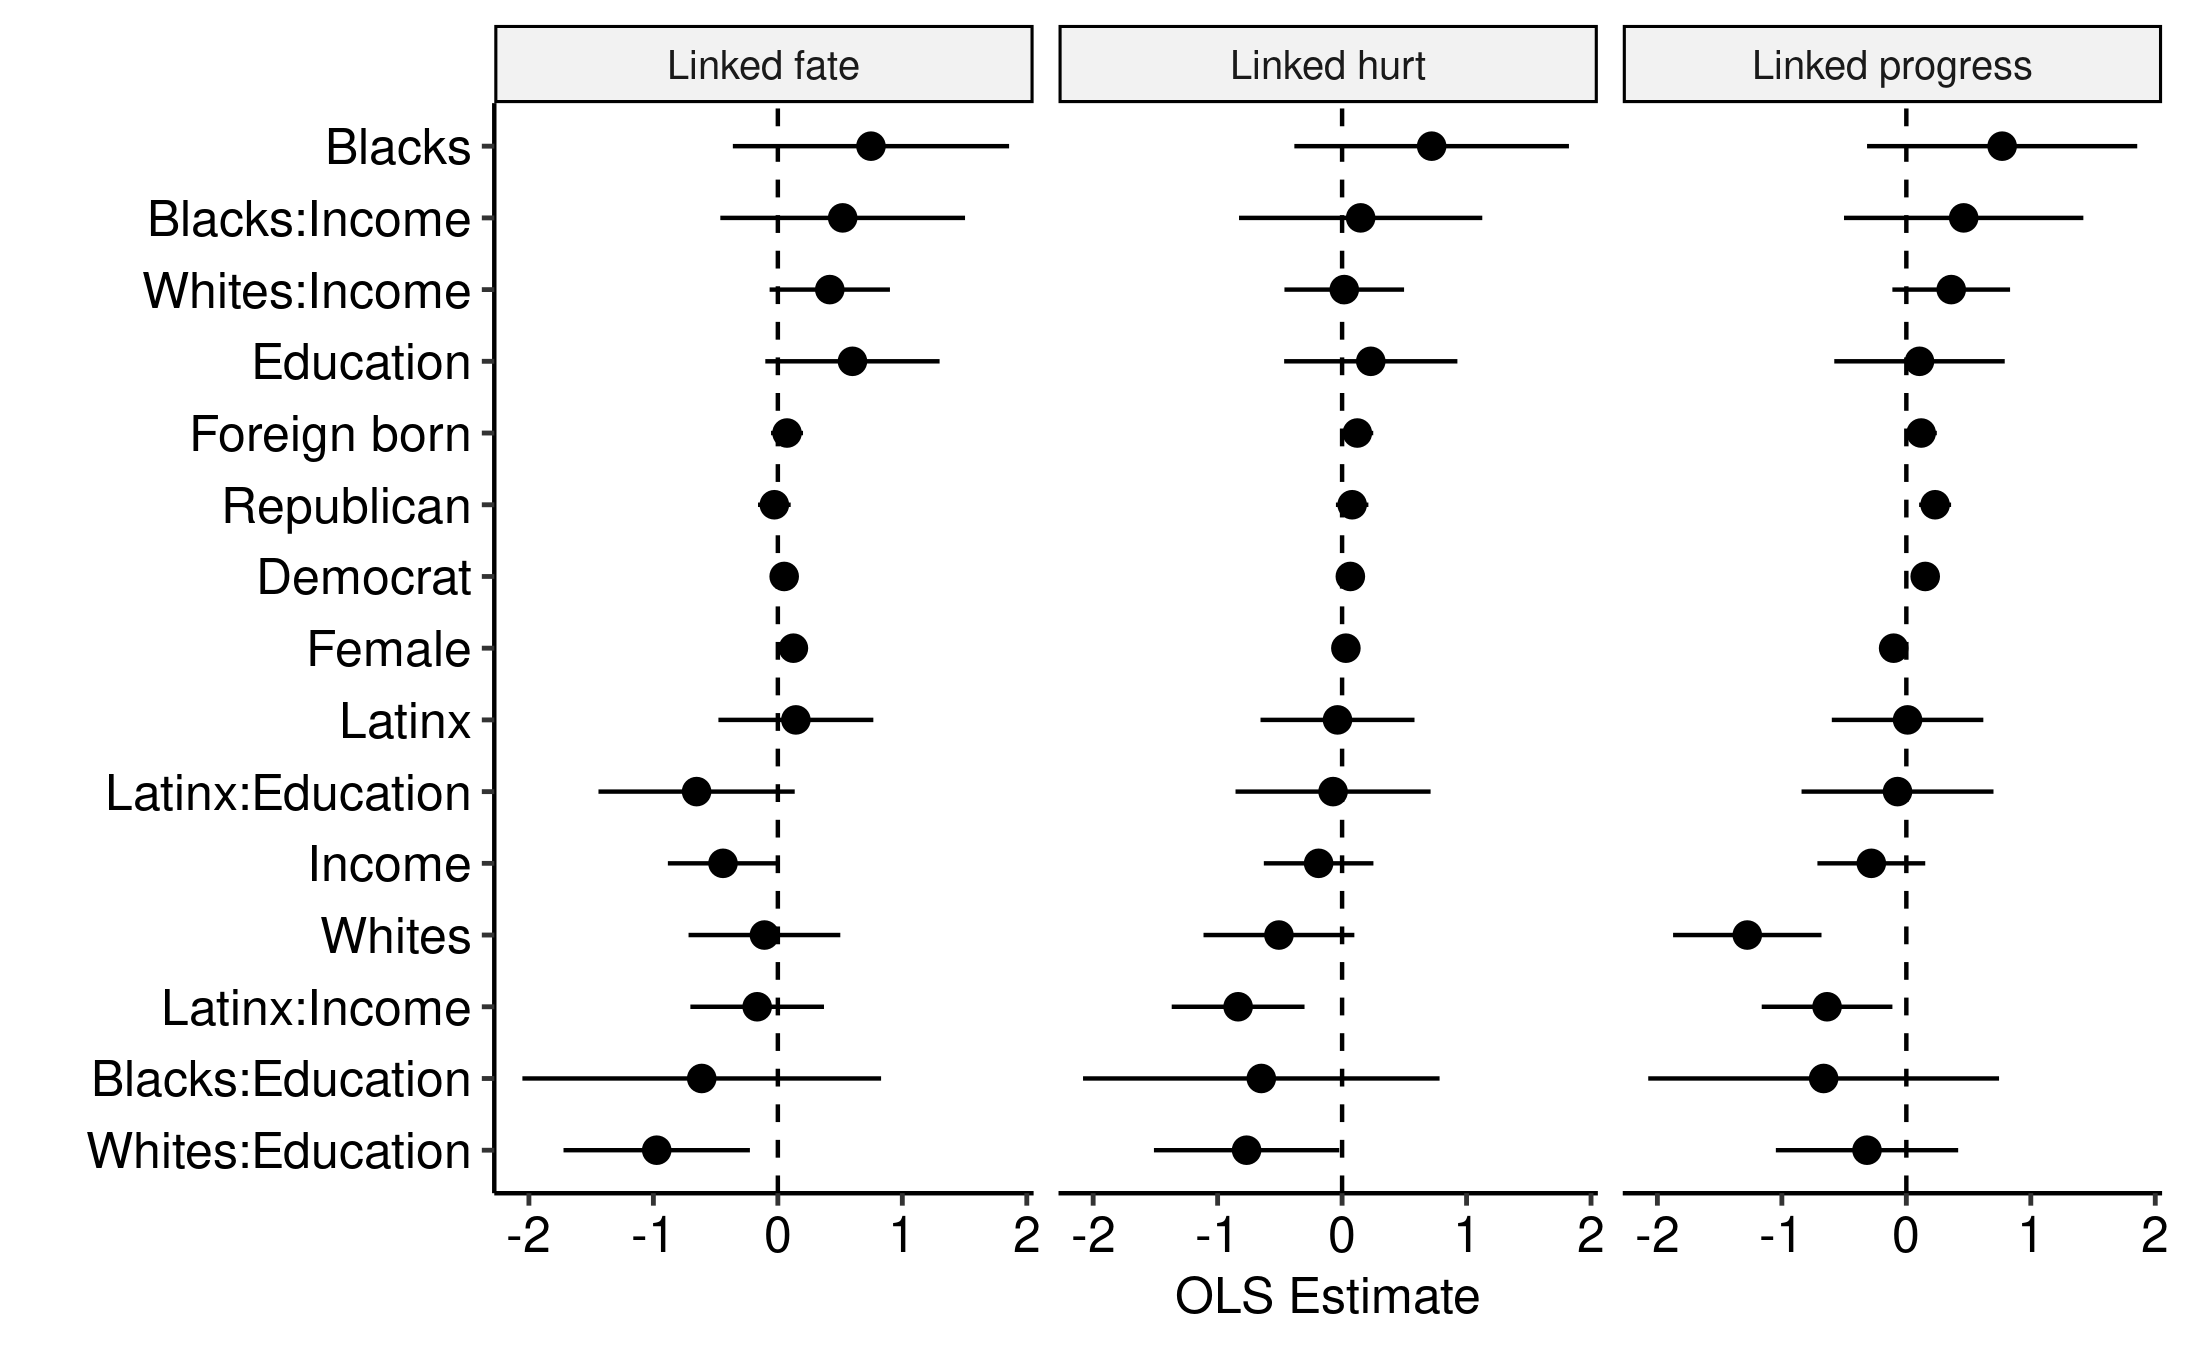 Linked fate Linked hurt Linked progress
Blacks
Blacks:Income
Whites:Income
Education
Foreign born
Republican
Democrat
Female
Latinx
Latinx:Education
Income
Whites
Latinx:Income
Blacks:Education
Whites:Education
-2 -1 0 1 2 -2 -1 0 1 2 -2 -1 0 1 2
OLS Estimate